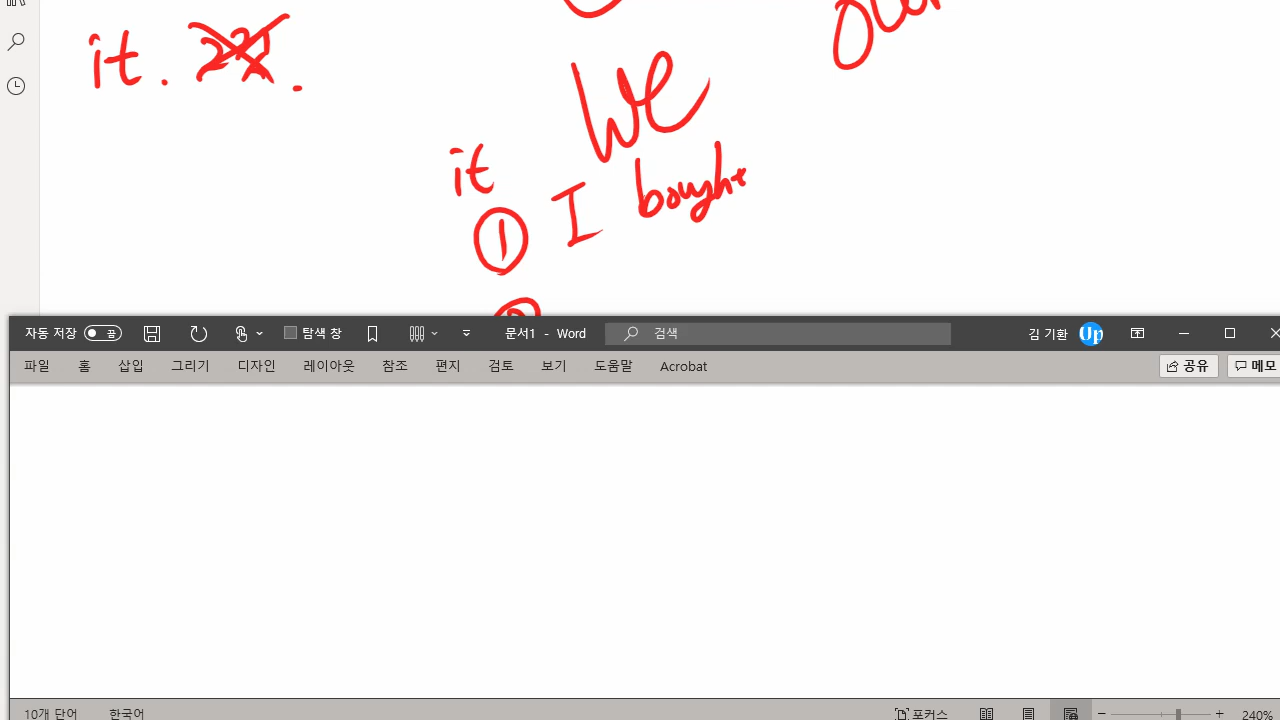 it. .
We
it
① I bought
자동 저장 끔 탐색 창 문서1 - Word 검색 김 기환 Up
파일 홈 삽입 그리기 디자인 레이아웃 참조 편지 검토 보기 도움말 Acrobat 공유 메모
10개 단어 한국어 포커스 240%